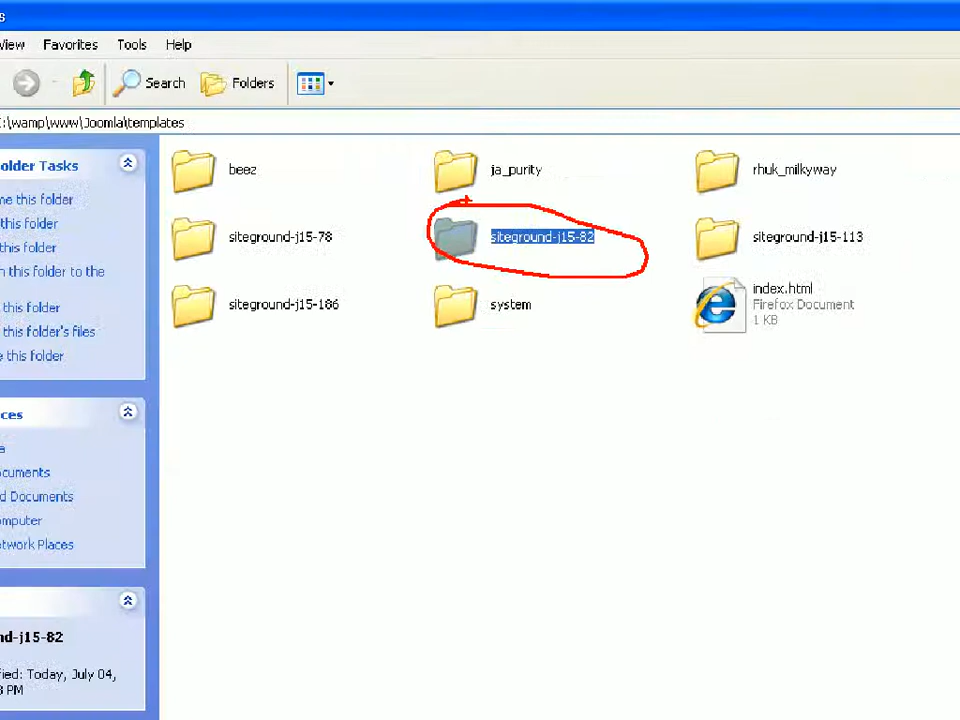 s
View Favorites Tools Help
Search Folders
:\wamp\www\Joomla\templates
older Tasks
me this folder
this folder
this folder
h this folder to the
this folder
this folder's files
e this folder
ces
a
ocuments
d Documents
mputer
etwork Places
nd-j15-82
fied: Today, July 04,
3 PM
beez ja_purity rhuk_milkyway
siteground-j15-78 siteground-j15-82 siteground-j15-113
siteground-j15-186 system index.html
Firefox Document
1 KB